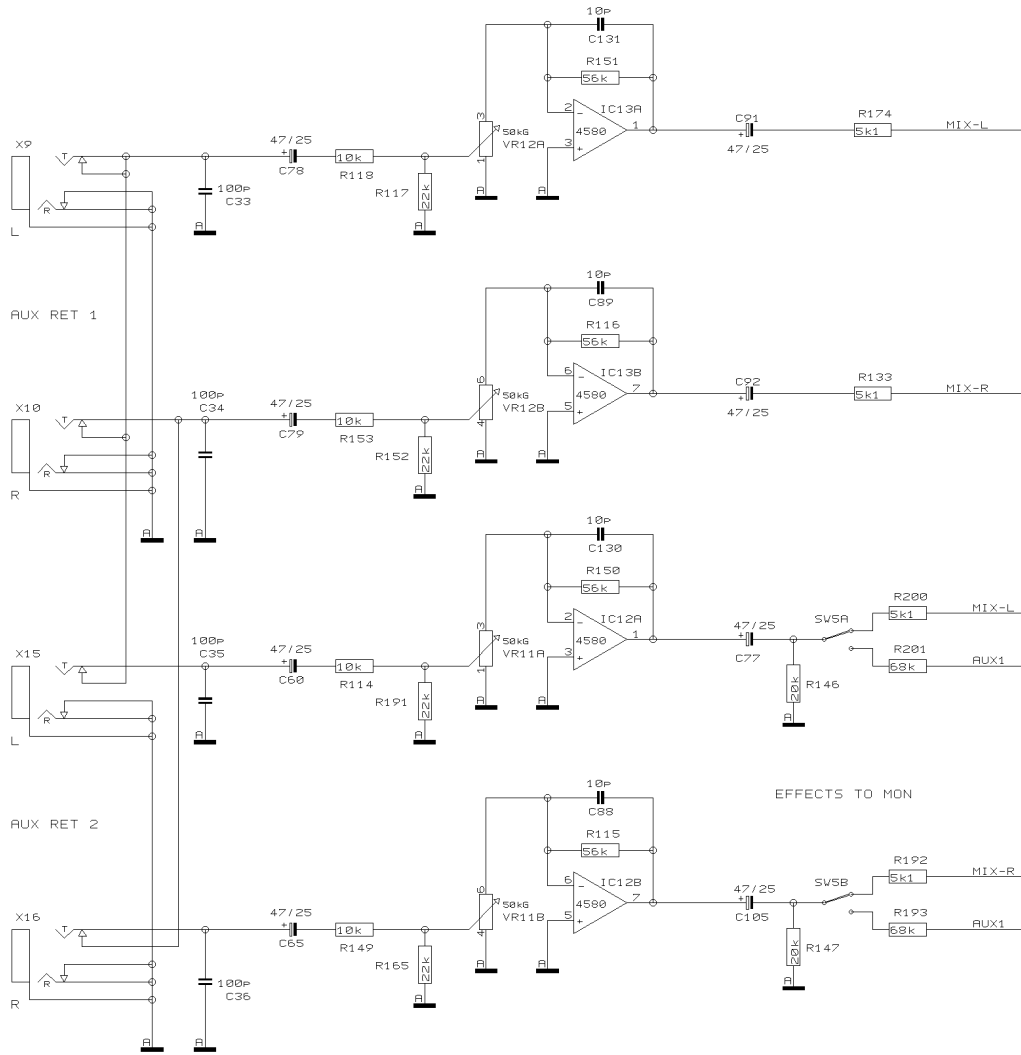 10p
C131
R151
56k
2
IC13A
4580
1
3
3
50kG
VR12A
1
A
A
47/25
C78
10k
R118
R117
22k
A
100p
C33
A
X9
T
R
L
C91
47/25
R174
5k1
MIX-L
AUX RET 1
10p
C89
R116
56k
6
IC13B
4580
7
5
6
50kG
VR12B
4
A
A
47/25
C79
10k
R153
R152
22k
A
100p
C34
A
A
X10
T
R
R
C92
47/25
R133
5k1
MIX-R
10p
C130
R150
56k
2
IC12A
4580
1
3
3
50kG
VR11A
1
A
A
47/25
C60
10k
R114
R191
22k
A
100p
C35
A
X15
T
R
L
47/25
C77
SW5A
R146
20k
A
R200
5k1
MIX-L
R201
68k
AUX1
AUX RET 2
EFFECTS TO MON
10p
C88
R115
56k
6
IC12B
4580
7
5
6
50kG
VR11B
4
A
A
47/25
C65
10k
R149
R165
22k
A
100p
C36
A
A
X16
T
R
R
47/25
C105
SW5B
R147
20k
A
R192
5k1
MIX-R
R193
68k
AUX1